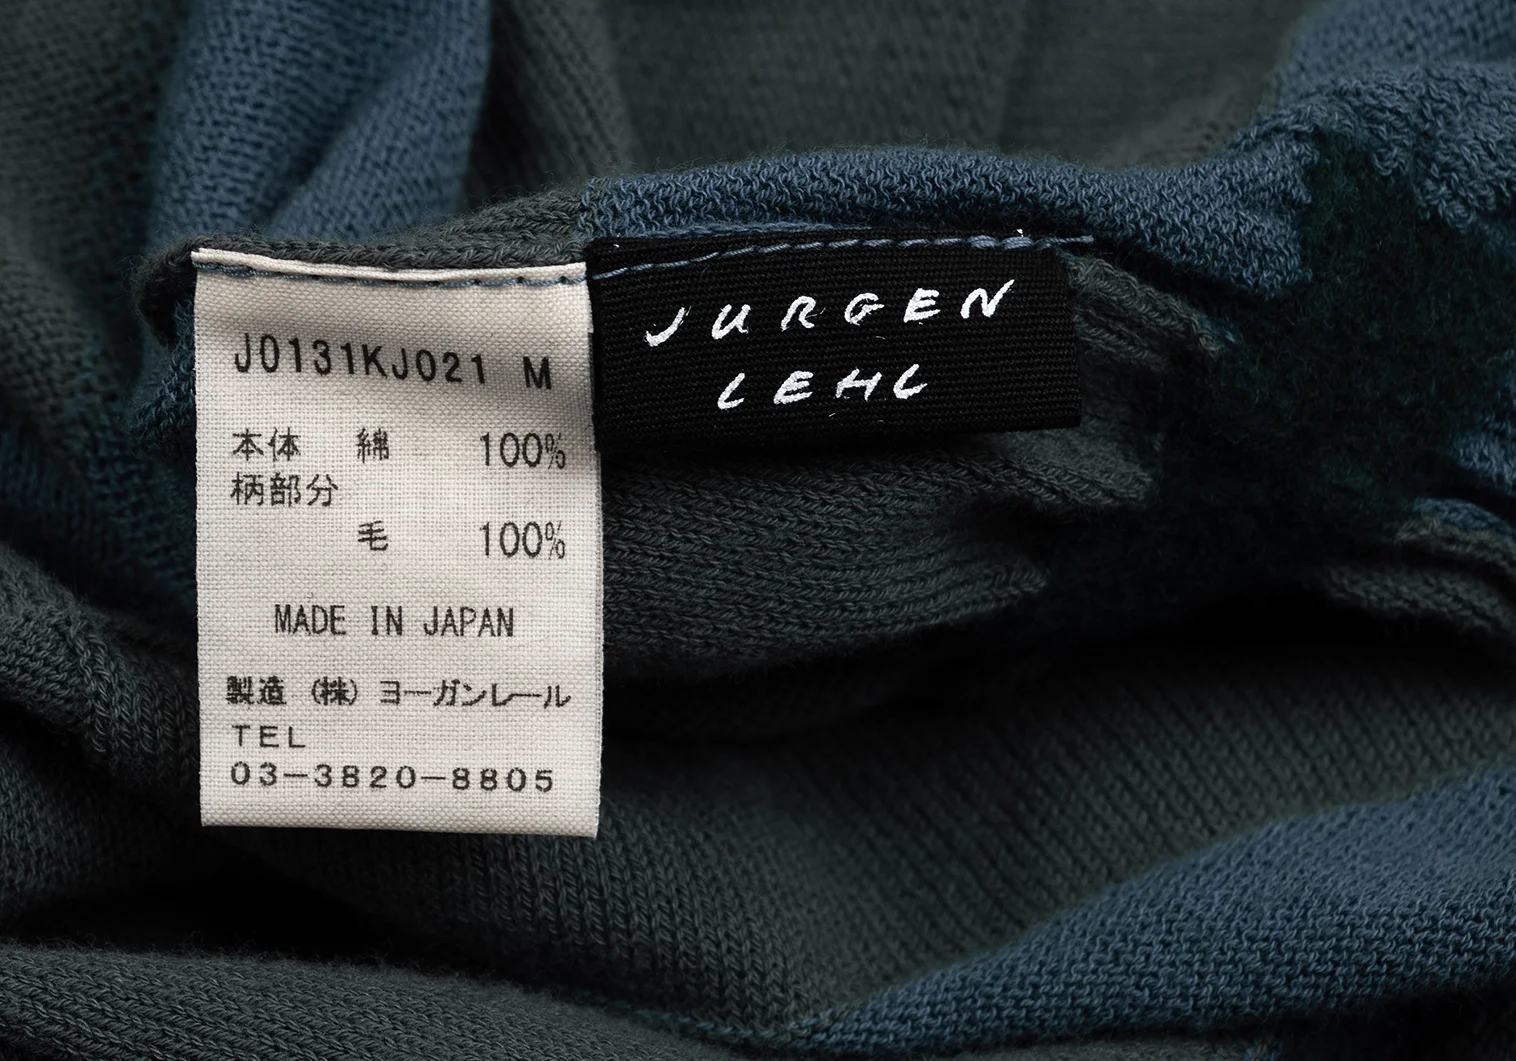 J0131KJ021 M
本体 綿 100%
柄部分
毛 100%
MADE IN JAPAN
製造 (株) ヨーガンレール
TEL
03-3820-8805
JURGEN
LEHL